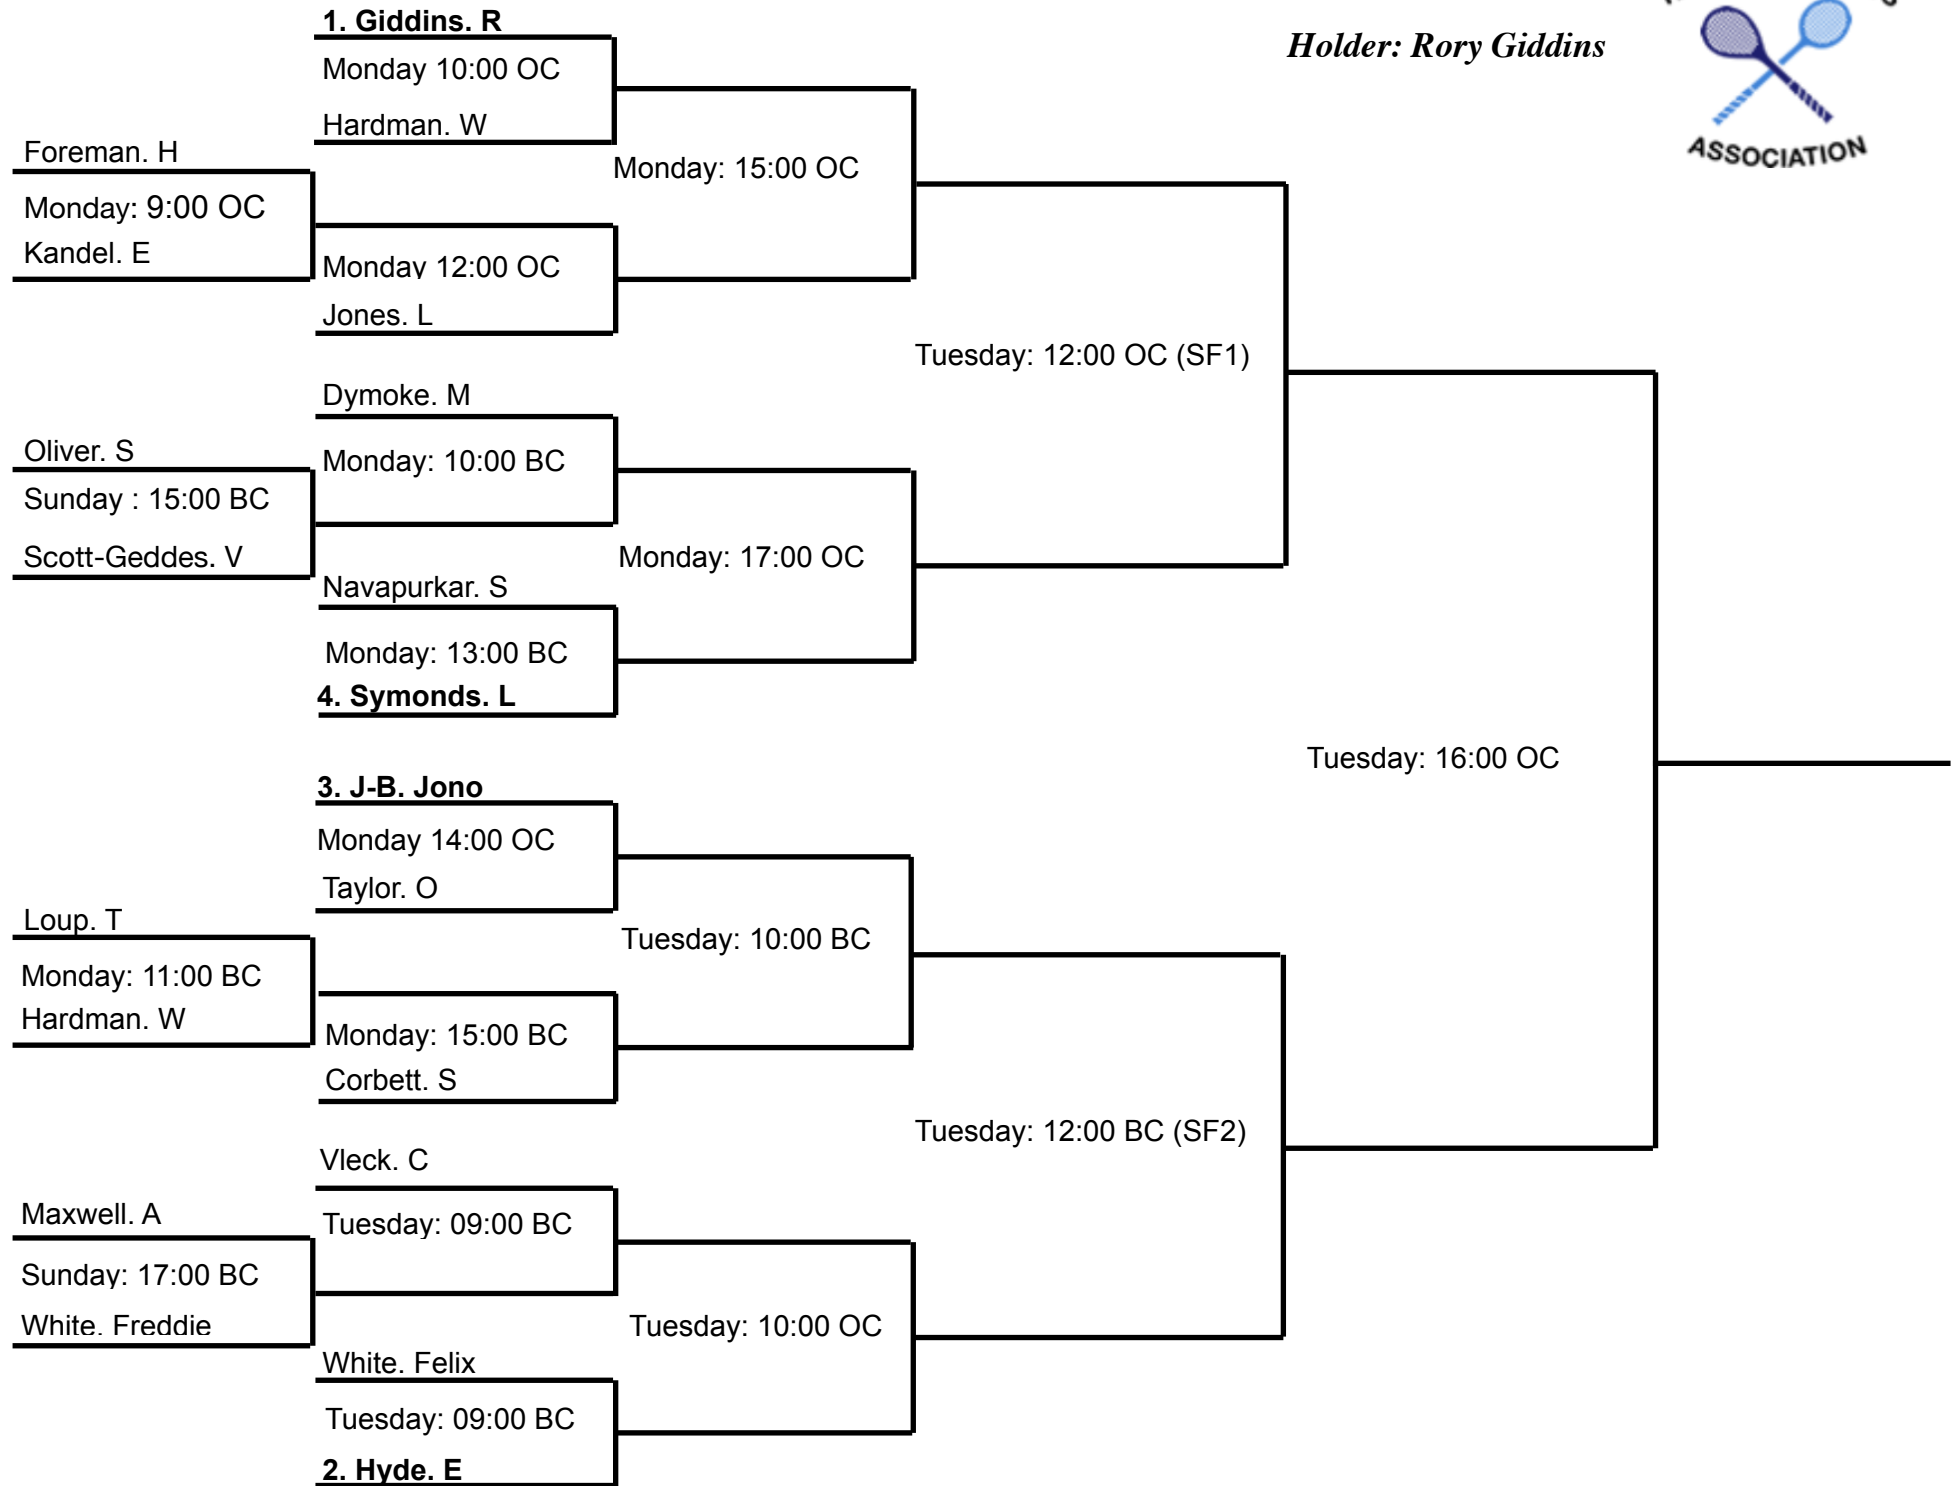 1. Giddins. R
Holder: Rory Giddins
Monday 10:00 OC
Hardman. W
ASSOCIATION
Foreman. H
Monday: 15:00 OC
Monday: 9:00 OC
Kandel. E
Monday 12:00 OC
Jones. L
Tuesday: 12:00 OC (SF1)
Dymoke. M
Oliver. S
Monday: 10:00 BC
Sunday : 15:00 BC
Scott-Geddes. V
Monday: 17:00 OC
Navapurkar. S
Monday: 13:00 BC
4. Symonds. L
Tuesday: 16:00 OC
3. J-B. Jono
Monday 14:00 OC
Taylor. O
Loup. T
Tuesday: 10:00 BC
Monday: 11:00 BC
Hardman. W
Monday: 15:00 BC
Corbett. S
Tuesday: 12:00 BC (SF2)
Vleck. C
Maxwell. A
Tuesday: 09:00 BC
Sunday: 17:00 BC
White. Freddie
Tuesday: 10:00 OC
White. Felix
Tuesday: 09:00 BC
2. Hyde. E